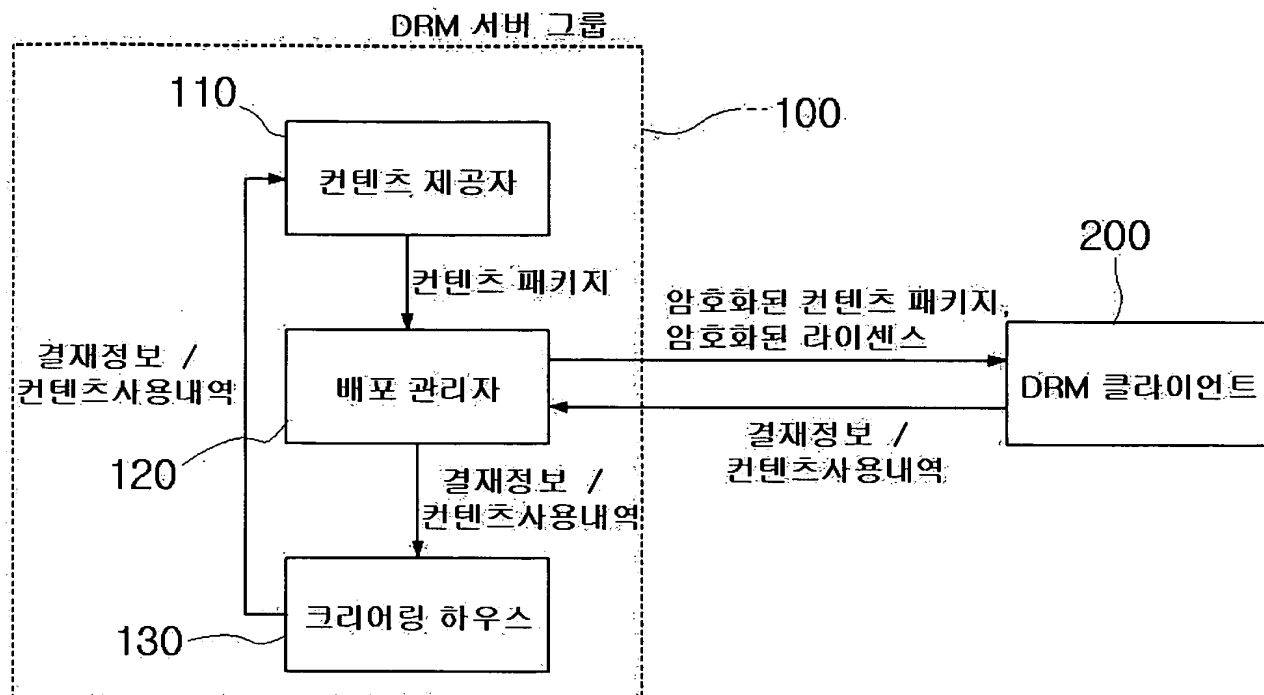 DRM 서버 그룹
110
100
컨텐츠 제공자
200
컨텐츠 패키지
암호화된 컨텐츠 패키지,
암호화된 라이센스
결재정보 /
컨텐츠사용내역
배포 관리자
DRM 클라이언트
결재정보 /
컨텐츠사용내역
120
결재정보 /
컨텐츠사용내역
크리어링 하우스
130